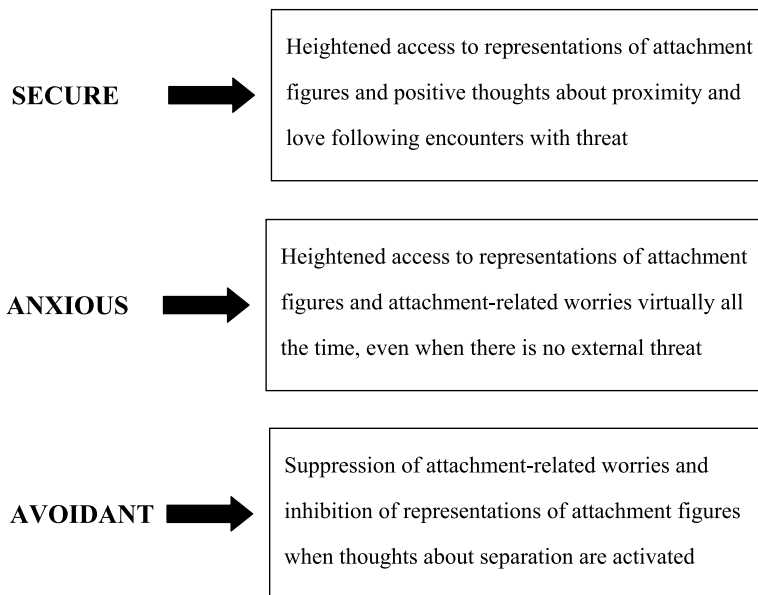 SECURE
Heightened access to representations of attachment
figures and positive thoughts about proximity and
love following encounters with threat
ANXIOUS
Heightened access to representations of attachment
figures and attachment-related worries virtually all
the time, even when there is no external threat
AVOIDANT
Suppression of attachment-related worries and
inhibition of representations of attachment figures
when thoughts about separation are activated